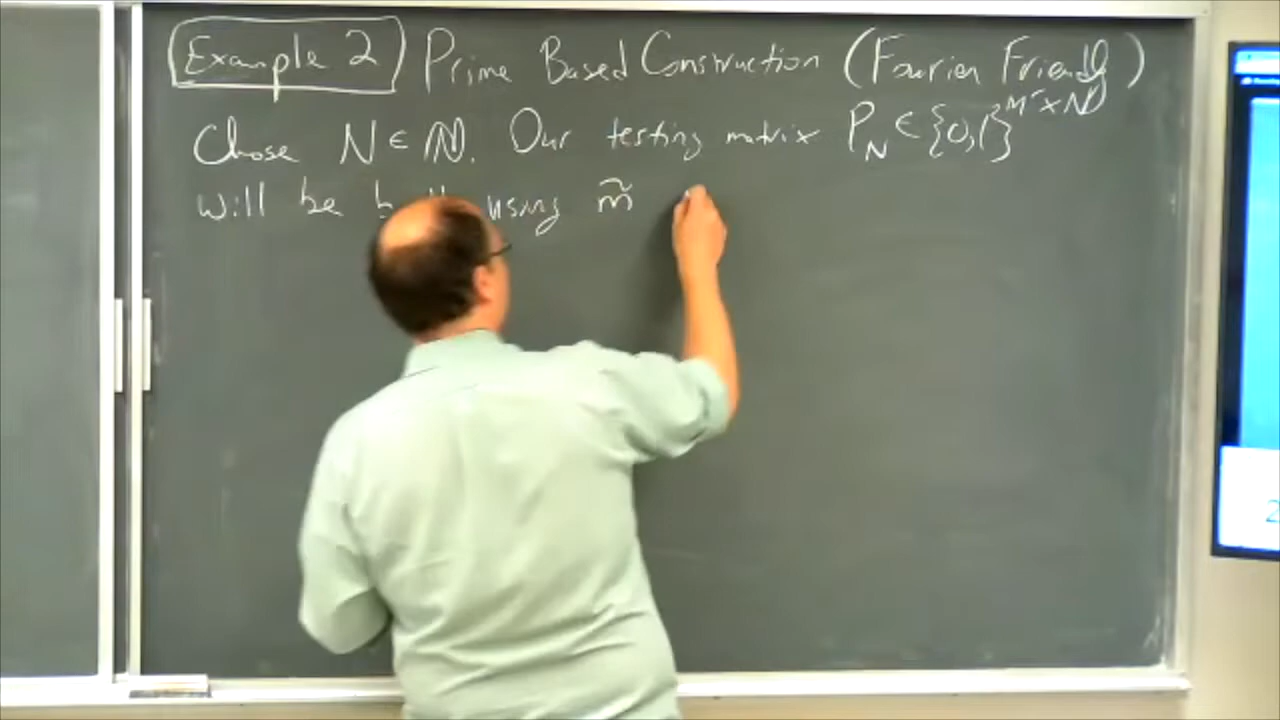 Example 2 Prime Based Construction (Fourier Friendly)
Chose N ∈ ℕ. Our testing matrix P_N ∈ {0,1}^{m × N}
will be using m̃